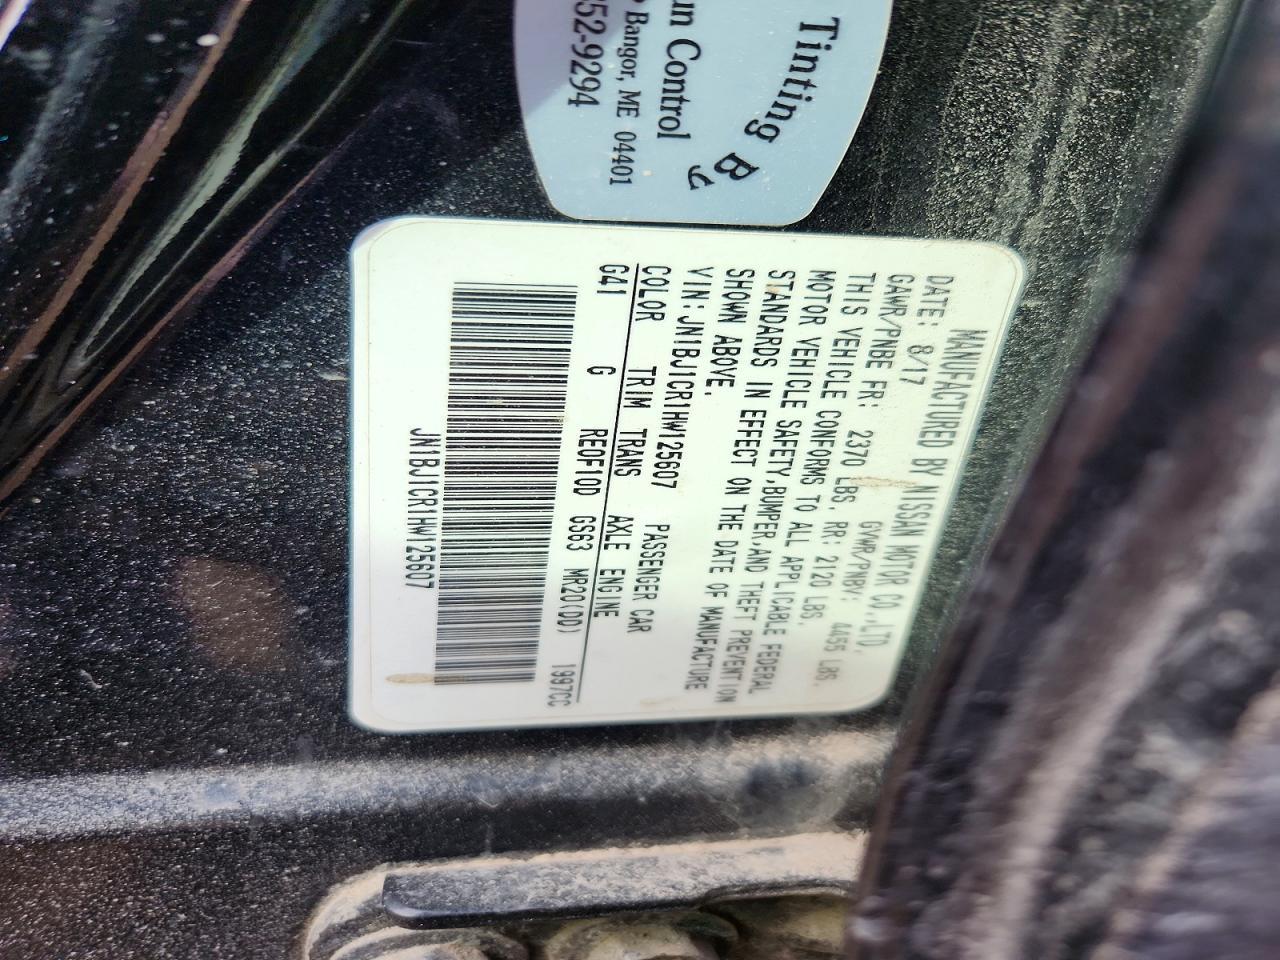 Tinting B
un Control
Bangor, ME 04401
52-9294
MANUFACTURED BY NISSAN MOTOR CO.,LTD.
DATE: 8/17
GAWR/PNBE FR: 2370 LBS, RR: 2120 LBS,
GVWR/PNBV: 4455 LBS,
THIS VEHICLE CONFORMS TO ALL APPLICABLE FEDERAL
MOTOR VEHICLE SAFETY,BUMPER,AND THEFT PREVENTION
STANDARDS IN EFFECT ON THE DATE OF MANUFACTURE
SHOWN ABOVE.
VIN:JN1BJ1CR1HW125607 PASSENGER CAR
COLOR TRIM TRANS AXLE ENGINE
G41 G RE0F10D GS63 MR20(DD) 1997CC
JN1BJ1CR1HW125607